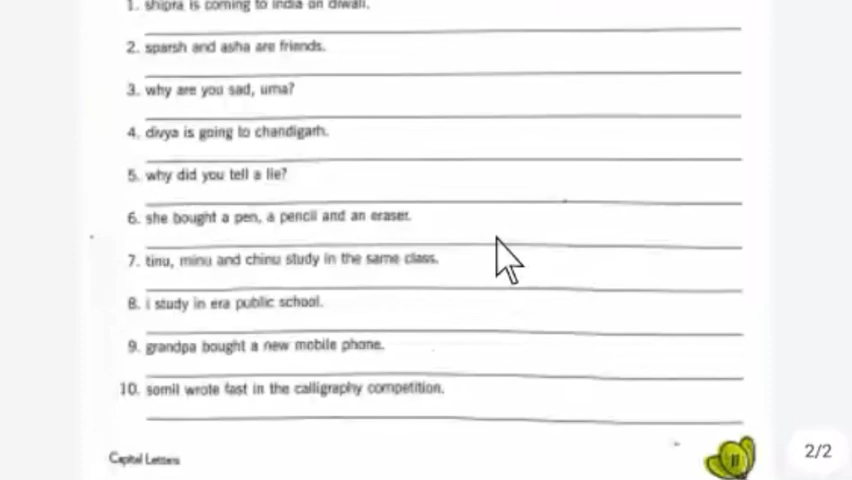 1. shipra is coming to india on diwali.
2. sparsh and asha are friends.
3. why are you sad, uma?
4. divya is going to chandigarh.
5. why did you tell a lie?
6. she bought a pen, a pencil and an eraser.
7. tinu, minu and chinu study in the same class.
8. i study in era public school.
9. grandpa bought a new mobile phone.
10. somil wrote fast in the calligraphy competition.
Capital Letters
11
2/2